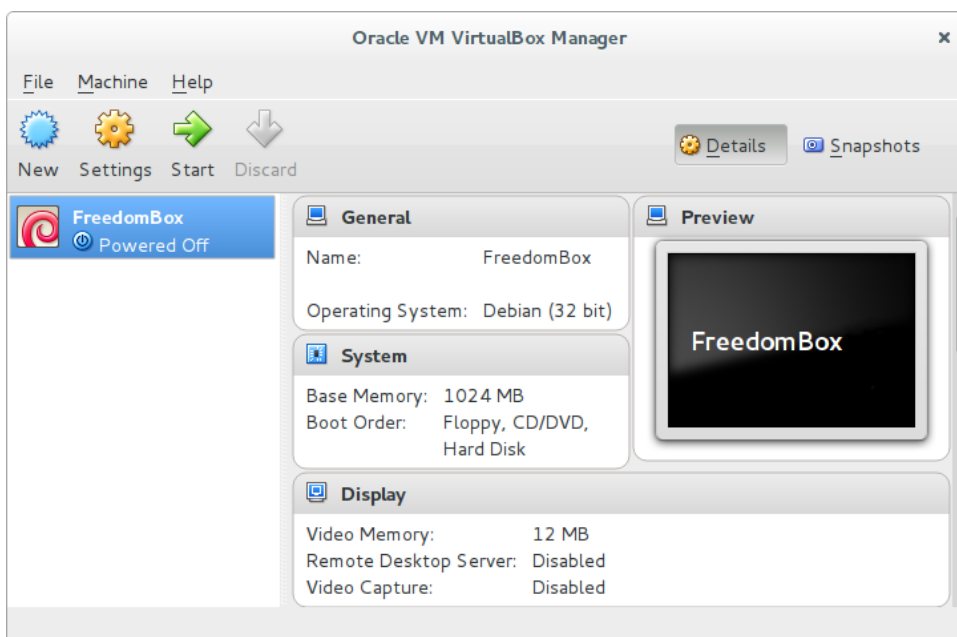 Oracle VM VirtualBox Manager
File Machine Help
New Settings Start Discard
Details Snapshots
FreedomBox
Powered Off
General
Name: FreedomBox
Operating System: Debian (32 bit)
System
Base Memory: 1024 MB
Boot Order: Floppy, CD/DVD,
Hard Disk
Preview
FreedomBox
Display
Video Memory: 12 MB
Remote Desktop Server: Disabled
Video Capture: Disabled